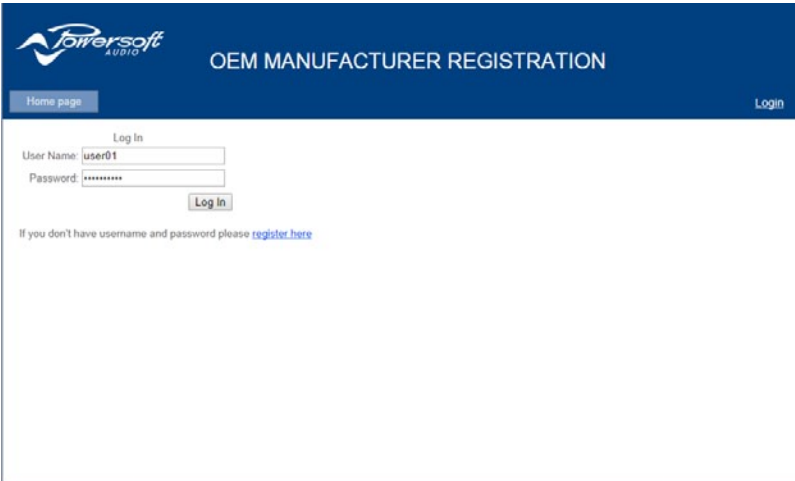 Powersoft
AUDIO
OEM MANUFACTURER REGISTRATION
Home page
Login
Log In
User Name: user01
Password: ••••••••••
Log In
If you don't have username and password please register here